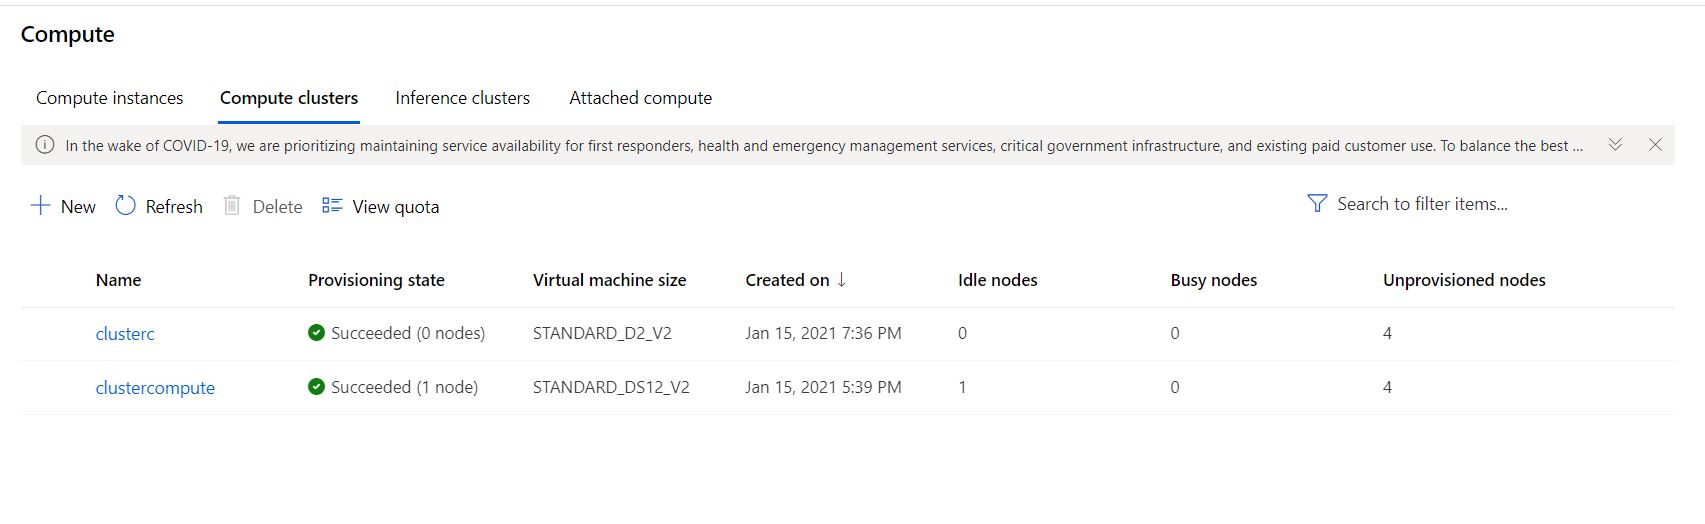 Compute
Compute instances Compute clusters Inference clusters Attached compute
In the wake of COVID-19, we are prioritizing maintaining service availability for first responders, health and emergency management services, critical government infrastructure, and existing paid customer use. To balance the best ...
New Refresh Delete View quota Search to filter items...
Name Provisioning state Virtual machine size Created on ↓ Idle nodes Busy nodes Unprovisioned nodes
clusterc Succeeded (0 nodes) STANDARD_D2_V2 Jan 15, 2021 7:36 PM 0 0 4
clustercompute Succeeded (1 node) STANDARD_DS12_V2 Jan 15, 2021 5:39 PM 1 0 4